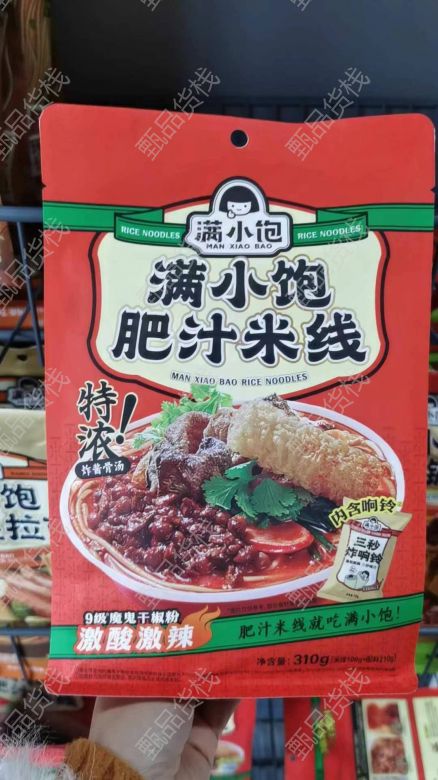 RICE NOODLES
满小饱
MAN XIAO BAO
RICE NOODLES
满小饱
肥汁米线
MAN XIAO BAO RICE NOODLES
特浓!
炸酱骨汤
内含响铃
三秒
炸响铃
9级魔鬼干椒粉
激酸激辣
肥汁米线就吃满小饱!
净含量: 310g
饱
拉
甄品货栈